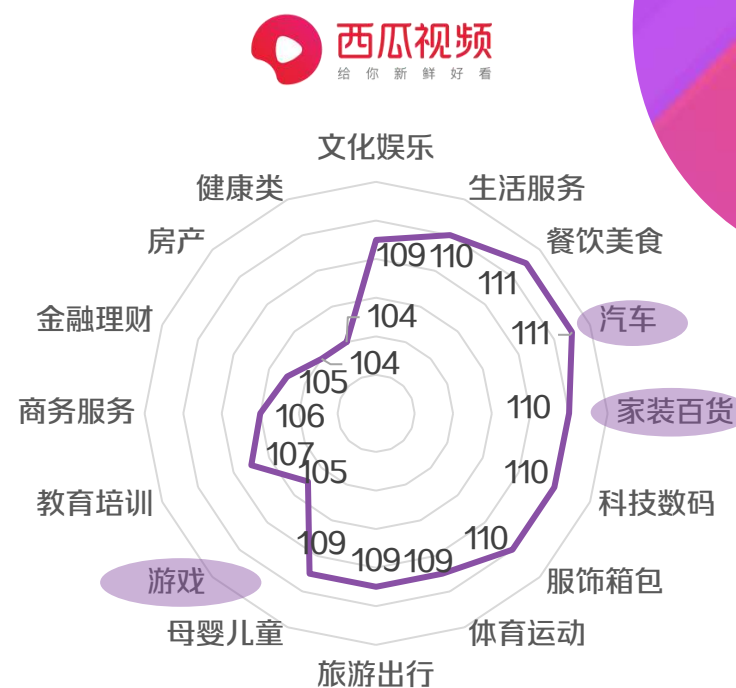 西瓜视频
给你新鲜好看
文化娱乐
健康类
生活服务
房产
餐饮美食
109
110
111
金融理财
104
汽车
111
104
105
商务服务
106
110
家装百货
107
105
110
教育培训
科技数码
109
109
109
110
游戏
服饰箱包
母婴儿童
体育运动
旅游出行